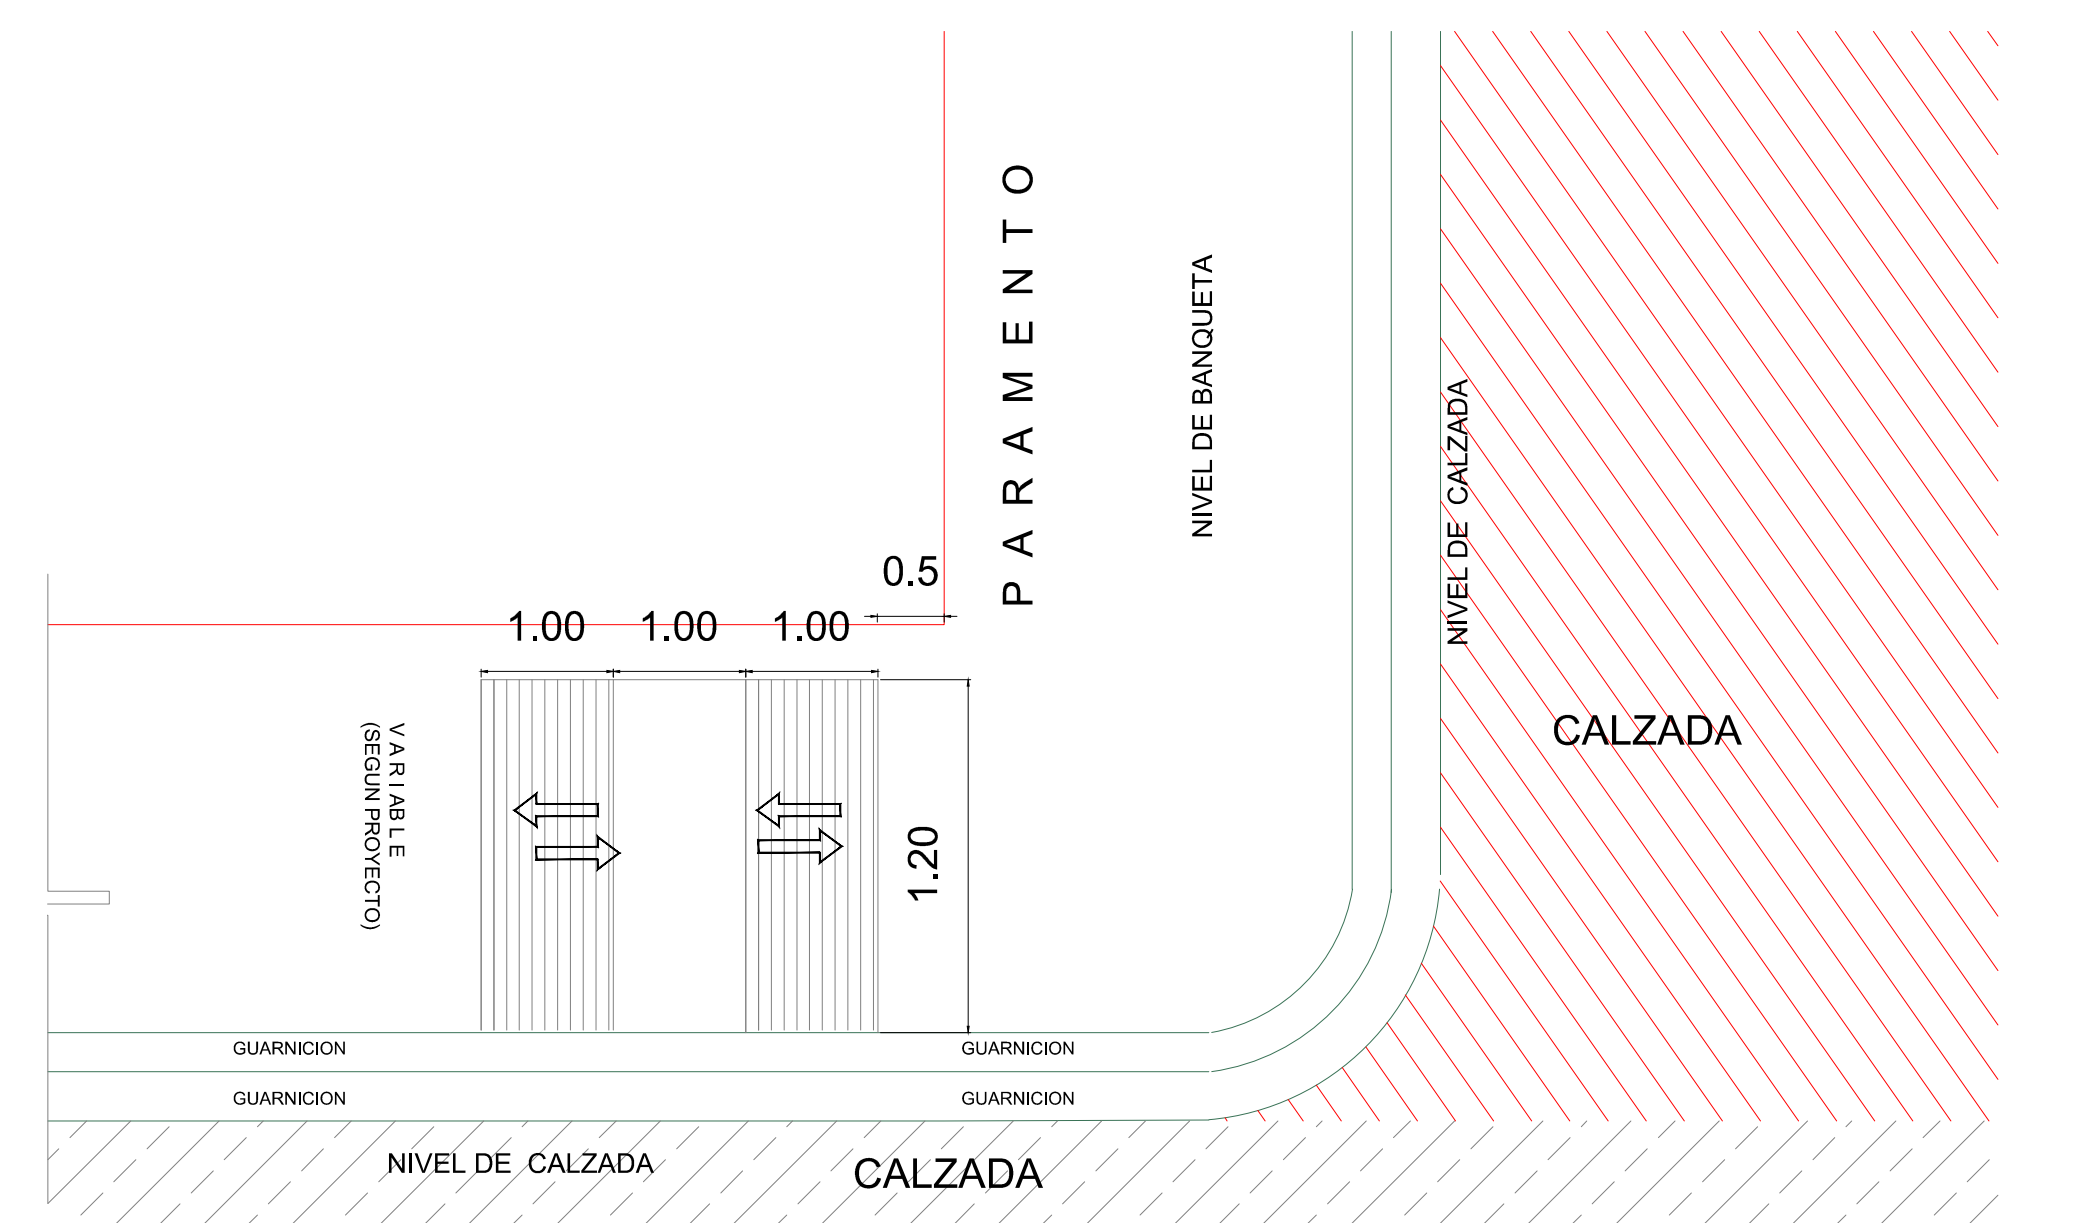 P A R A M E N T O
NIVEL DE BANQUETA
NIVEL DE CALZADA
0.5
1.00 1.00 1.00
V A R I A B L E
(SEGUN PROYECTO)
1.20
CALZADA
GUARNICION GUARNICION
GUARNICION GUARNICION
NIVEL DE CALZADA
CALZADA